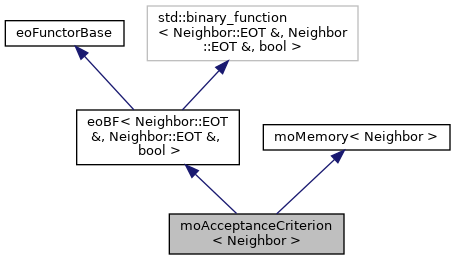 eoFunctorBase
std::binary_function
< Neighbor::EOT &, Neighbor
::EOT &, bool >
eoBF< Neighbor::EOT
&, Neighbor::EOT &,
bool >
moMemory< Neighbor >
moAcceptanceCriterion
< Neighbor >